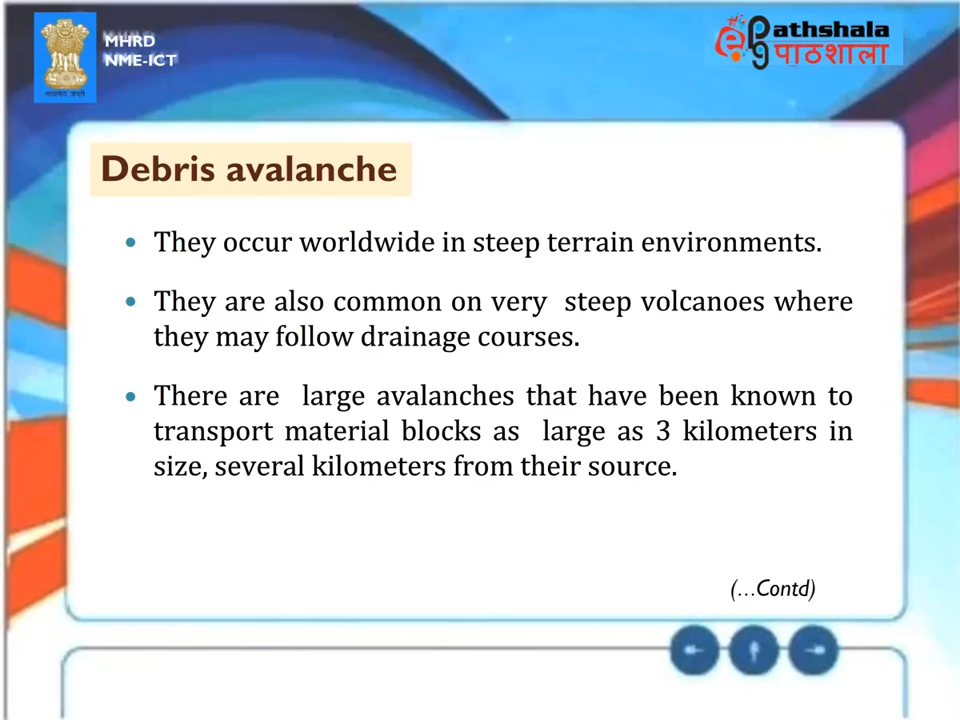 MHRD
NME-ICT
ePG athshala
पाठशाला
Debris avalanche
• They occur worldwide in steep terrain environments.
• They are also common on very steep volcanoes where
they may follow drainage courses.
• There are large avalanches that have been known to
transport material blocks as large as 3 kilometers in
size, several kilometers from their source.
(...Contd)